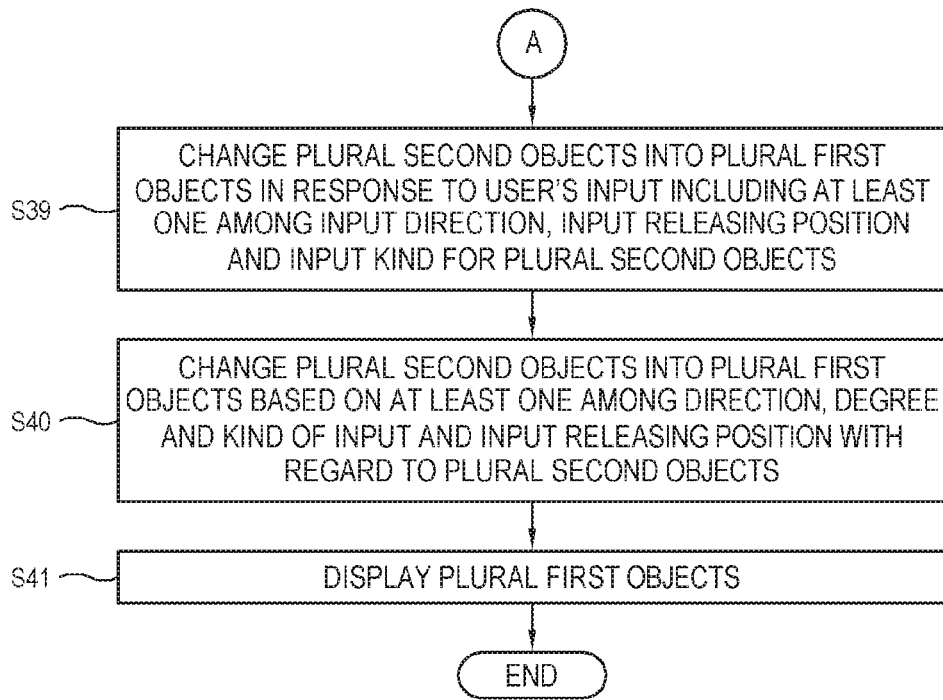 A
CHANGE PLURAL SECOND OBJECTS INTO PLURAL FIRST
OBJECTS IN RESPONSE TO USER'S INPUT INCLUDING AT LEAST
S39
ONE AMONG INPUT DIRECTION, INPUT RELEASING POSITION
AND INPUT KIND FOR PLURAL SECOND OBJECTS
CHANGE PLURAL SECOND OBJECTS INTO PLURAL FIRST
OBJECTS BASED ON AT LEAST ONE AMONG DIRECTION, DEGREE
S40
AND KIND OF INPUT AND INPUT RELEASING POSITION WITH
REGARD TO PLURAL SECOND OBJECTS
S41
DISPLAY PLURAL FIRST OBJECTS
END